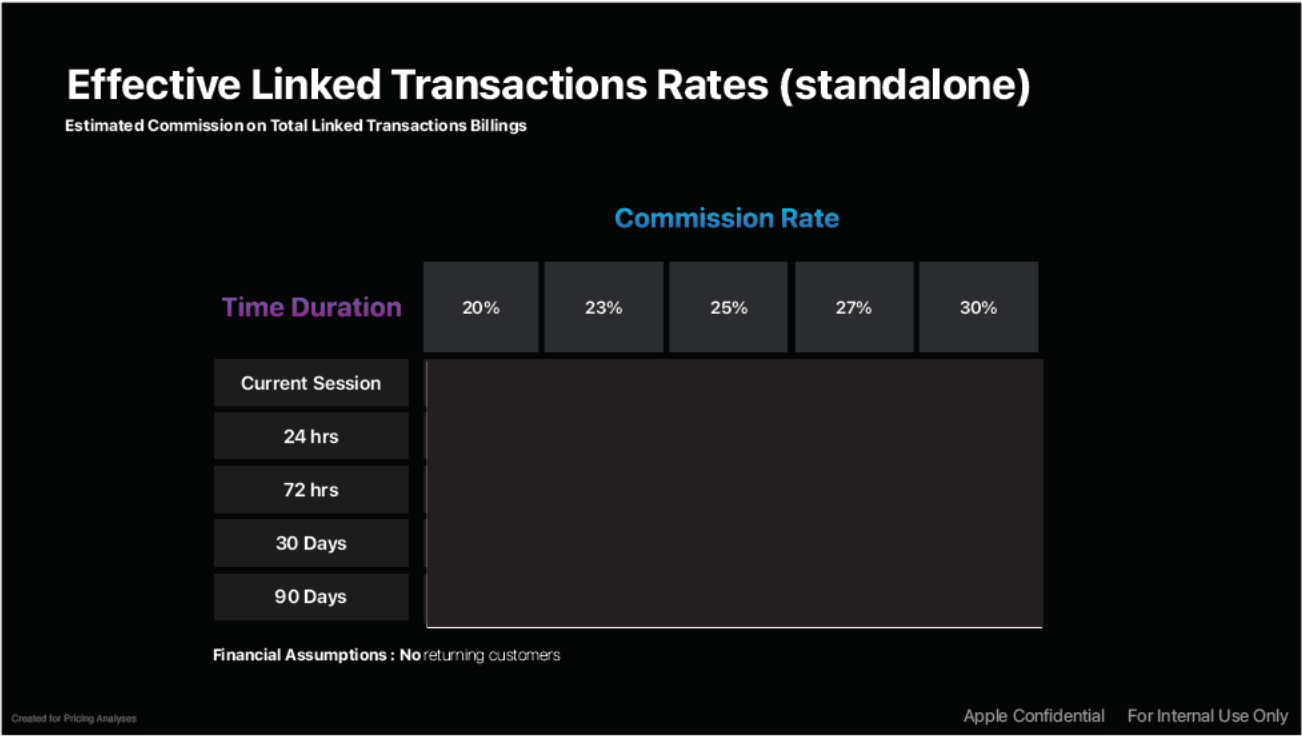 Effective Linked Transactions Rates (standalone)
Estimated Commission on Total Linked Transactions Billings
Commission Rate
Time Duration 20% 23% 25% 27% 30%
Current Session
24 hrs
72 hrs
30 Days
90 Days
Financial Assumptions : No returning customers
Created for Pricing Analyses
Apple Confidential For Internal Use Only